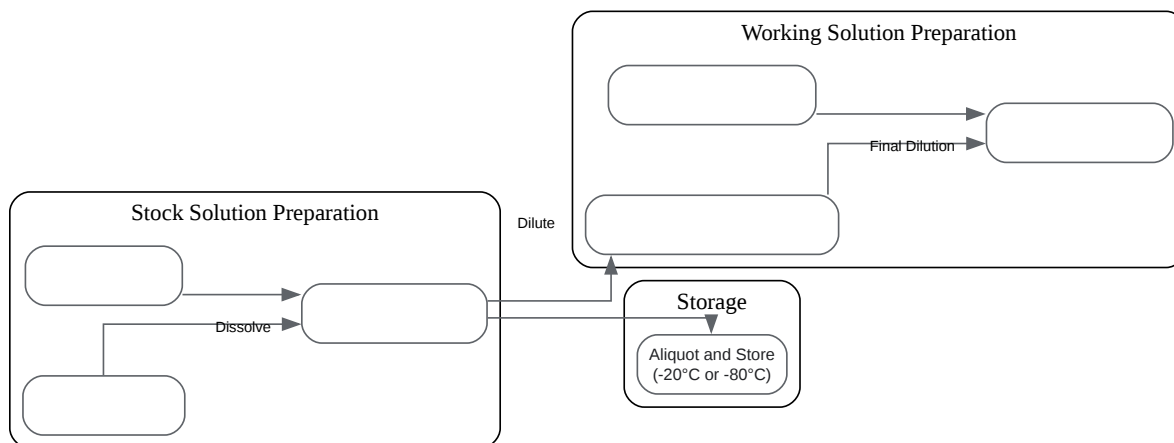 Working Solution Preparation
Final Dilution
Stock Solution Preparation
Dilute
Dissolve
Storage
Aliquot and Store
(-20°C or -80°C)